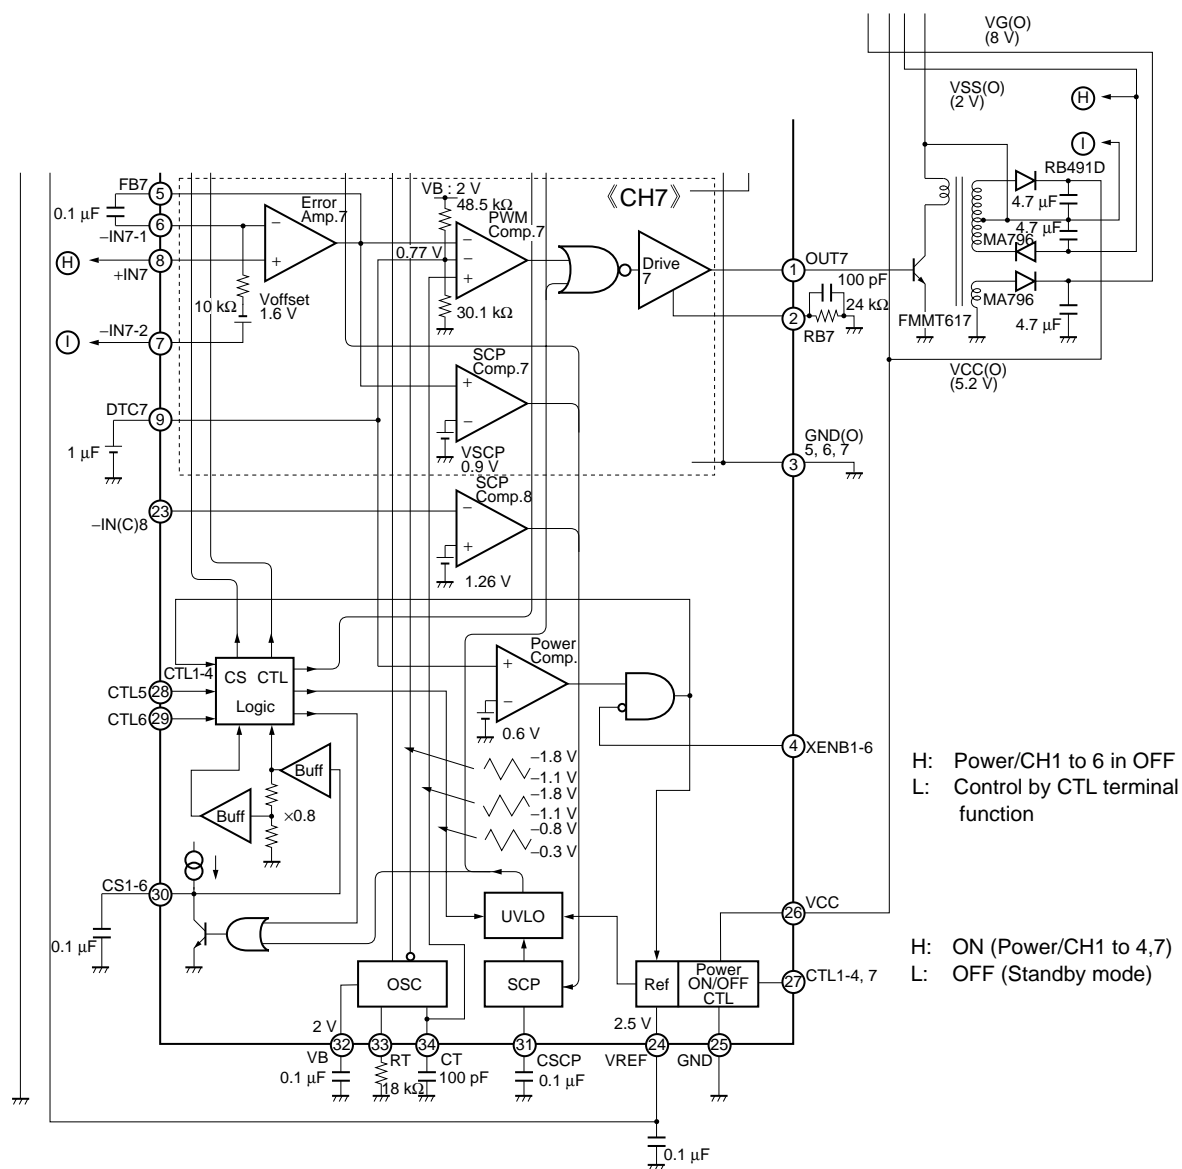 VG(O)
(8 V)
VSS(O)
(2 V)
H
I
RB491D
4.7 μF
4.7 μF
MA796
MA796
4.7 μF
FMMT617
VCC(O)
(5.2 V)
FB7
5
0.1 μF
6
−IN7-1
H
8
+IN7
10 kΩ
Voffset
1.6 V
−IN7-2
I
7
Error
Amp.7
−
+
VB : 2 V
48.5 kΩ
0.77 V
30.1 kΩ
PWM
Comp.7
−
−
+
《CH7》
Drive
7
1
OUT7
100 pF
24 kΩ
2
RB7
SCP
Comp.7
+
−
VSCP
0.9 V
DTC7
9
1 μF
GND(O)
5, 6, 7
3
SCP
Comp.8
−
+
1.26 V
23
−IN(C)8
CTL1-4
CS CTL
Logic
CTL5
28
CTL6
29
Power
Comp.
+
−
0.6 V
4
XENB1-6
H: Power/CH1 to 6 in OFF
L: Control by CTL terminal
function
Buff
Buff
×0.8
−1.8 V
−1.1 V
−1.8 V
−1.1 V
−0.8 V
−0.3 V
CS1-6
30
0.1 μF
UVLO
26
VCC
OSC
SCP
Ref
Power
ON/OFF
CTL
27
CTL1-4, 7
H: ON (Power/CH1 to 4,7)
L: OFF (Standby mode)
2 V
2.5 V
32
33
34
31
24
25
VB
RT
CT
CSCP
VREF
GND
0.1 μF
18 kΩ
100 pF
0.1 μF
0.1 μF